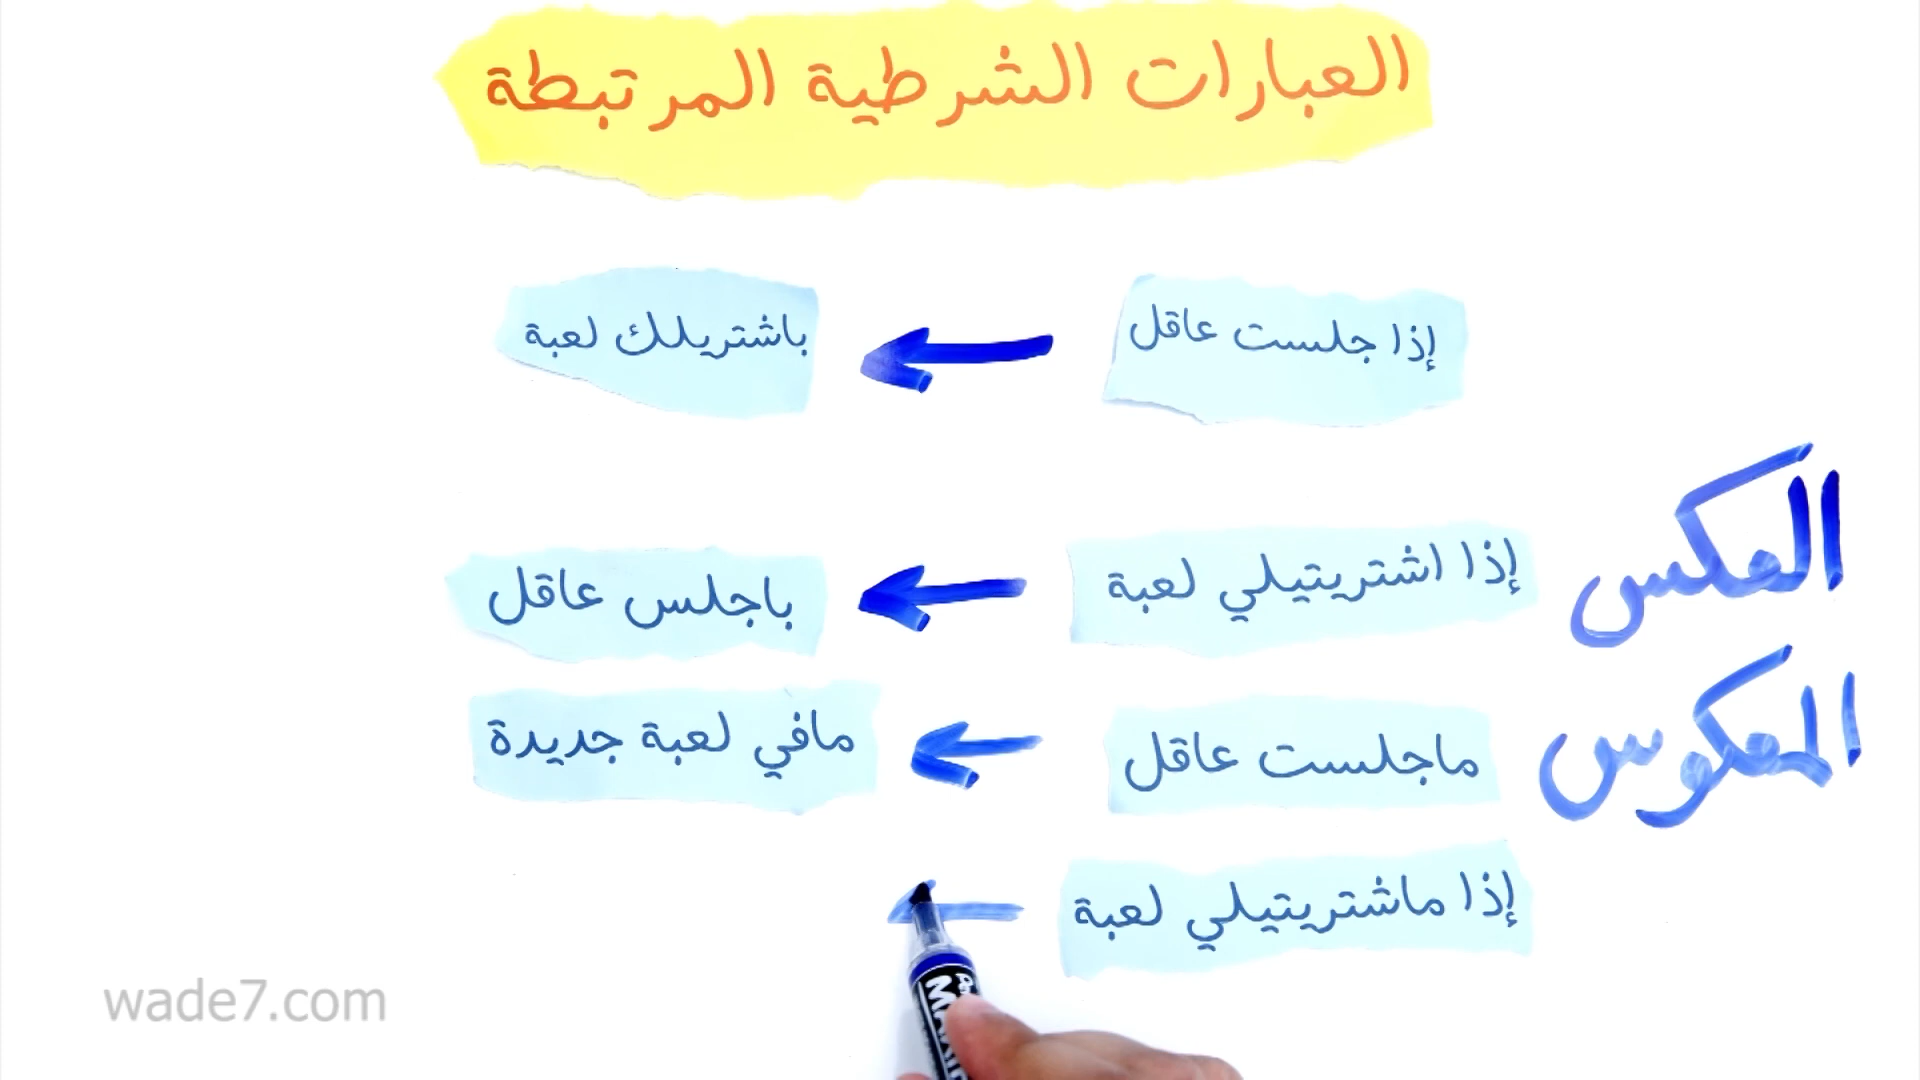 العبارات الشرطية المرتبطة
إذا جلست عاقل باشتريلك لعبة
العكس إذا اشتريتيلي لعبة باجلس عاقل
المعكوس ماجلست عاقل مافي لعبة جديدة
إذا ماشتريتيلي لعبة
wade7.com